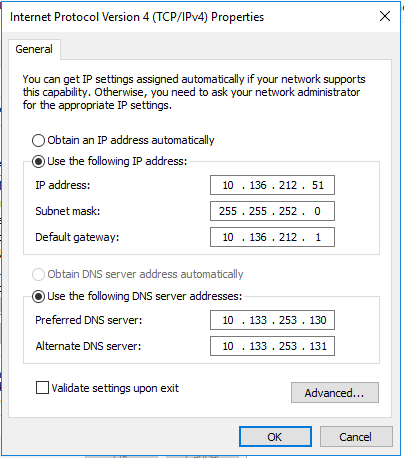 Internet Protocol Version 4 (TCP/IPv4) Properties
General
You can get IP settings assigned automatically if your network supports
this capability. Otherwise, you need to ask your network administrator
for the appropriate IP settings.
Obtain an IP address automatically
Use the following IP address:
IP address: 10 . 136 . 212 . 51
Subnet mask: 255 . 255 . 252 . 0
Default gateway: 10 . 136 . 212 . 1
Obtain DNS server address automatically
Use the following DNS server addresses:
Preferred DNS server: 10 . 133 . 253 . 130
Alternate DNS server: 10 . 133 . 253 . 131
Validate settings upon exit
Advanced...
OK Cancel